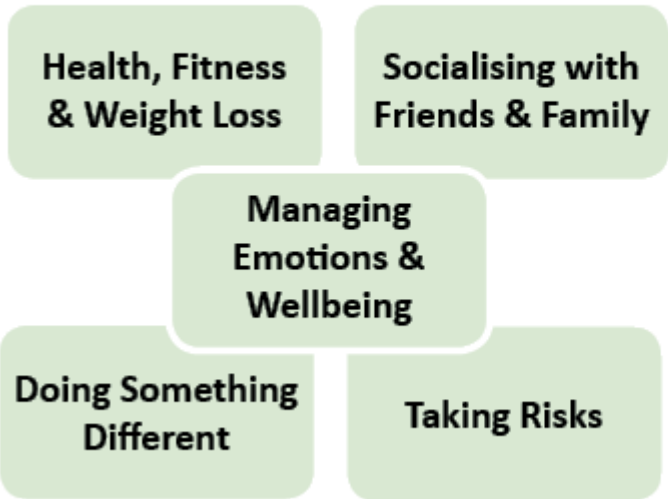 Health, Fitness
& Weight Loss
Socialising with
Friends & Family
Managing
Emotions &
Wellbeing
Doing Something
Different
Taking Risks